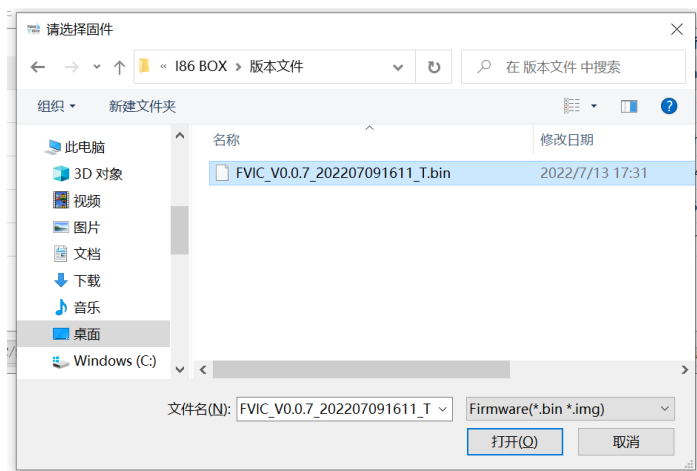 请选择固件
« I86 BOX › 版本文件
在 版本文件 中搜索
组织
新建文件夹
名称
修改日期
此电脑
3D 对象
视频
图片
文档
下载
音乐
桌面
Windows (C:)
FVIC_V0.0.7_202207091611_T.bin
2022/7/13 17:31
文件名(N):
FVIC_V0.0.7_202207091611_T
Firmware(*.bin *.img)
打开(O)
取消